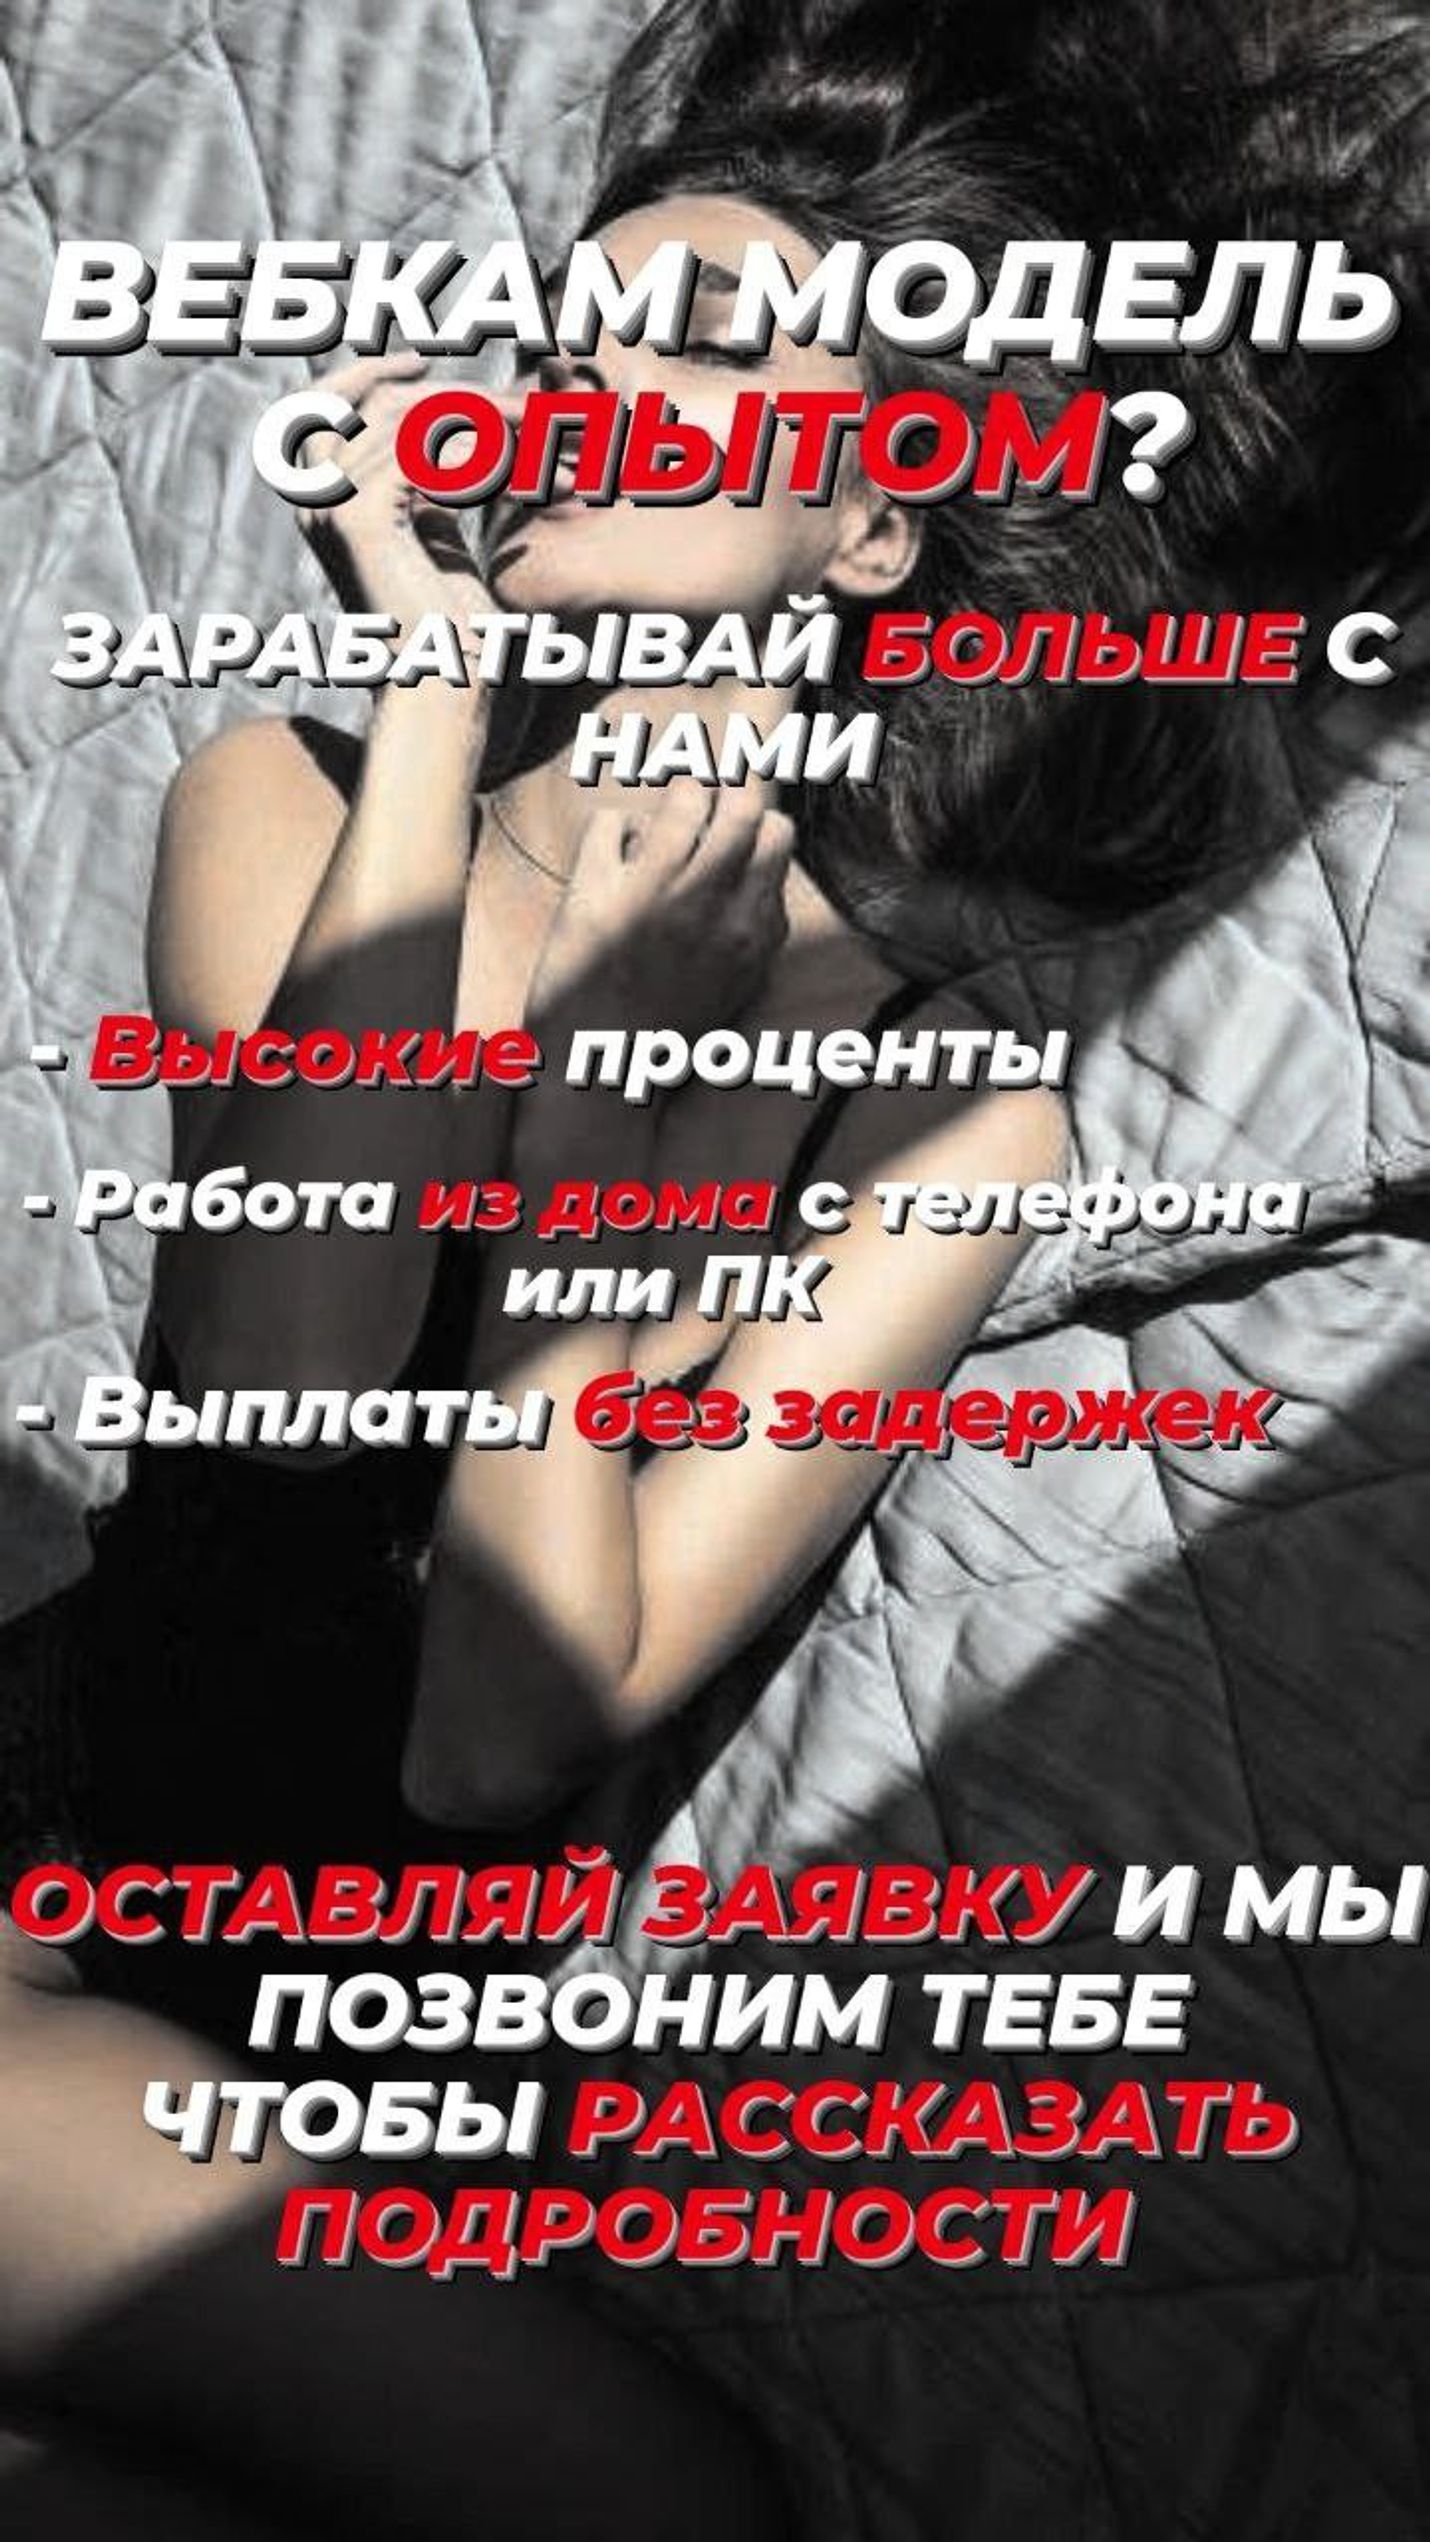 ВЕБКАМ МОДЕЛЬ
С ОПЫТОМ?
ЗАРАБАТЫВАЙ БОЛЬШЕ С
НАМИ
- Высокие проценты
- Работа из дома с телефона
или ПК
- Выплаты без задержек
ОСТАВЛЯЙ ЗАЯВКУ И МЫ
ПОЗВОНИМ ТЕБЕ
ЧТОБЫ РАССКАЗАТЬ
ПОДРОБНОСТИ